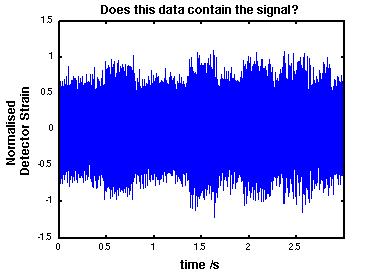 Does this data contain the signal?
1.5
1
0.5
0
-0.5
-1
-1.5
Normalised
Detector Strain
0 0.5 1 1.5 2 2.5
time /s